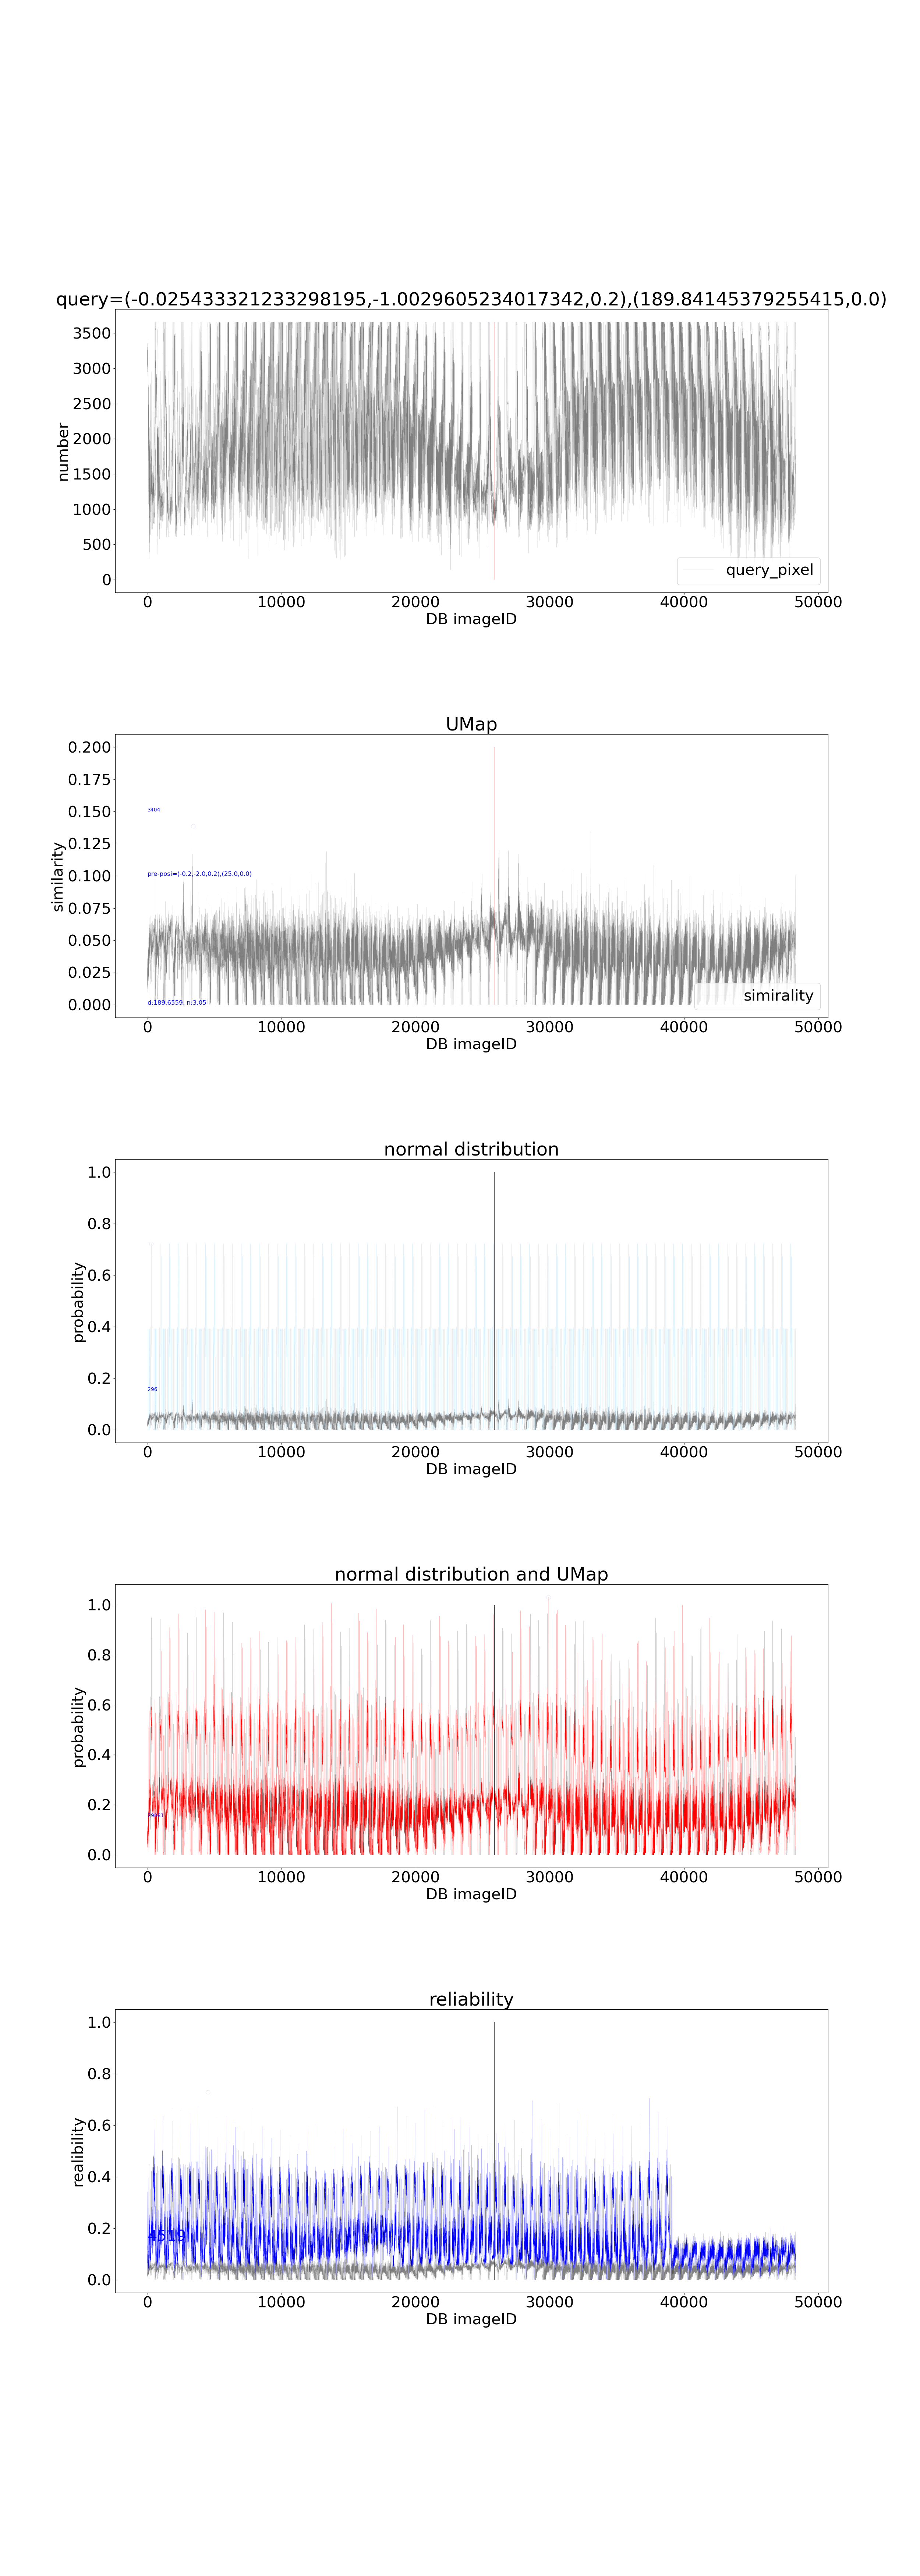 query=(-0.025433321233298195,-1.0029605234017342,0.2),(189.84145379255415,0.0)
3500
3000
2500
2000
1500
1000
500
0
number
query_pixel
0 10000 20000 30000 40000 50000
DB imageID
UMap
0.200
0.175
0.150
0.125
0.100
0.075
0.050
0.025
0.000
similarity
3404
pre-posi=(-0.2,-2.0,0.2),(25.0,0.0)
d:189.6559, n:3.05
simirality
0 10000 20000 30000 40000 50000
DB imageID
normal distribution
1.0
0.8
0.6
0.4
0.2
0.0
probability
296
0 10000 20000 30000 40000 50000
DB imageID
normal distribution and UMap
1.0
0.8
0.6
0.4
0.2
0.0
probability
0 10000 20000 30000 40000 50000
DB imageID
reliability
1.0
0.8
0.6
0.4
0.2
0.0
realibility
4519
0 10000 20000 30000 40000 50000
DB imageID